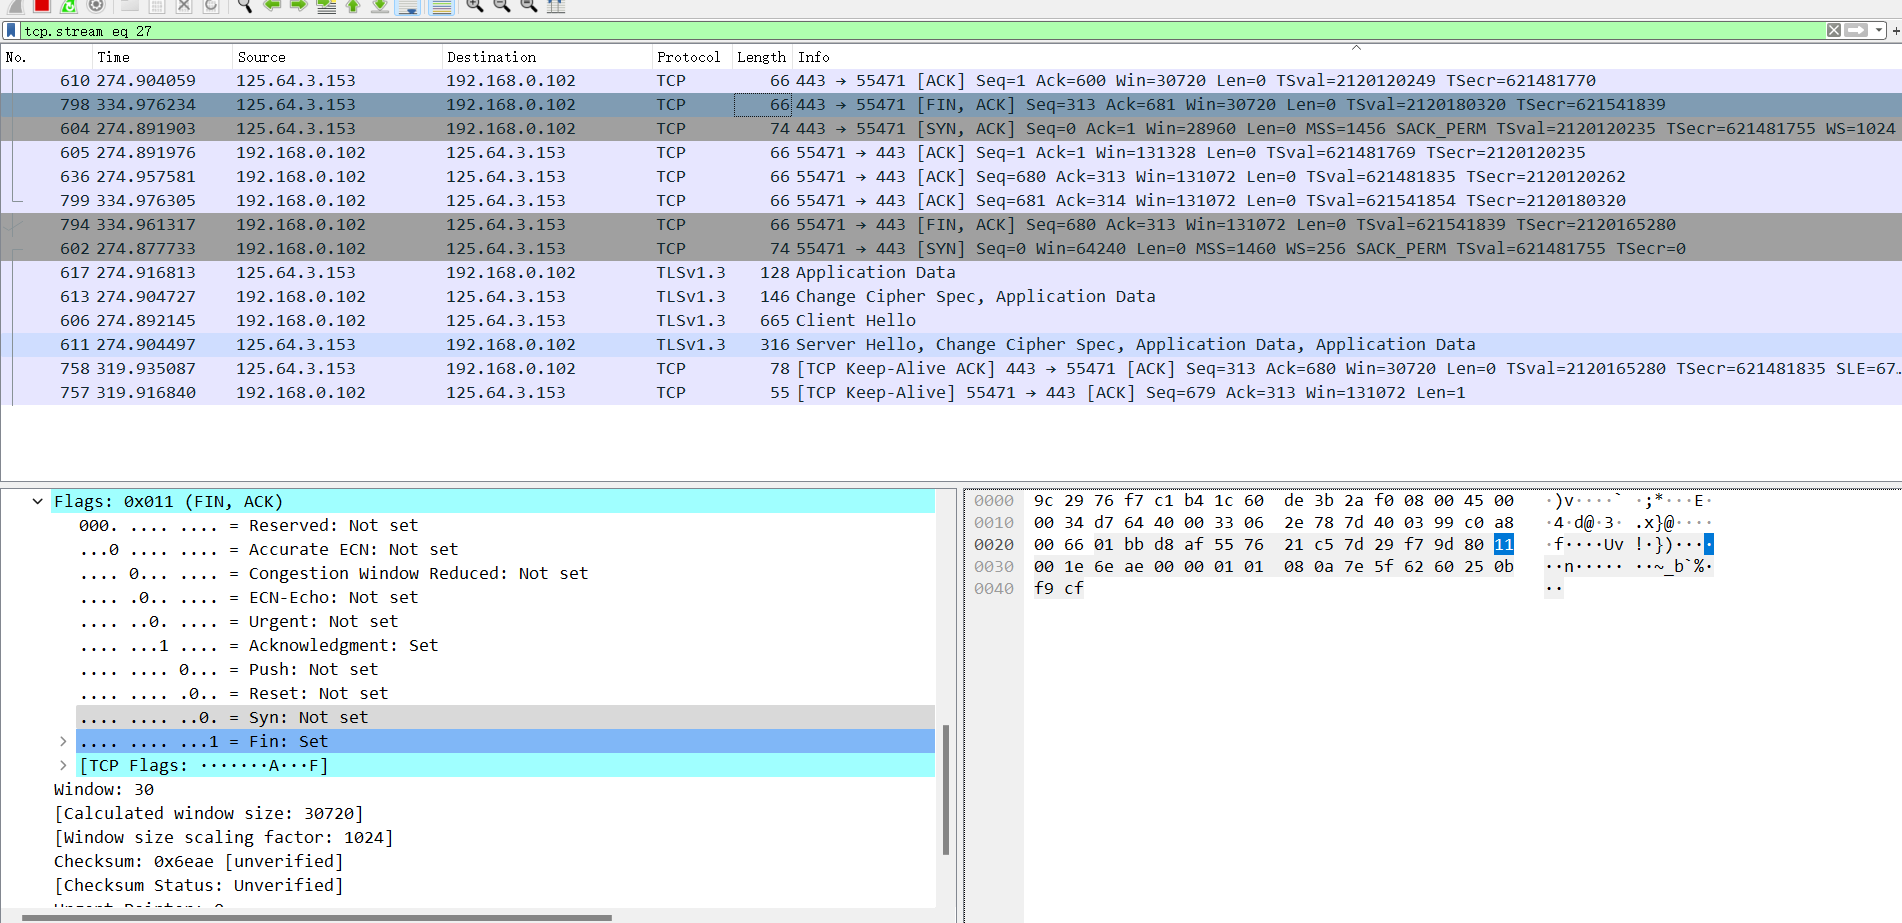 tcp.stream eq 27
No. Time Source Destination Protocol Length Info
610 274.904059 125.64.3.153 192.168.0.102 TCP 66 443 → 55471 [ACK] Seq=1 Ack=600 Win=30720 Len=0 TSval=2120120249 TSecr=621481770
798 334.976234 125.64.3.153 192.168.0.102 TCP 66 443 → 55471 [FIN, ACK] Seq=313 Ack=681 Win=30720 Len=0 TSval=2120180320 TSecr=621541839
604 274.891903 125.64.3.153 192.168.0.102 TCP 74 443 → 55471 [SYN, ACK] Seq=0 Ack=1 Win=28960 Len=0 MSS=1456 SACK_PERM TSval=2120120235 TSecr=621481755 WS=1024
605 274.891976 192.168.0.102 125.64.3.153 TCP 66 55471 → 443 [ACK] Seq=1 Ack=1 Win=131328 Len=0 TSval=621481769 TSecr=2120120235
636 274.957581 192.168.0.102 125.64.3.153 TCP 66 55471 → 443 [ACK] Seq=680 Ack=313 Win=131072 Len=0 TSval=621481835 TSecr=2120120262
799 334.976305 192.168.0.102 125.64.3.153 TCP 66 55471 → 443 [ACK] Seq=681 Ack=314 Win=131072 Len=0 TSval=621541854 TSecr=2120180320
794 334.961317 192.168.0.102 125.64.3.153 TCP 66 55471 → 443 [FIN, ACK] Seq=680 Ack=313 Win=131072 Len=0 TSval=621541839 TSecr=2120165280
602 274.877733 192.168.0.102 125.64.3.153 TCP 74 55471 → 443 [SYN] Seq=0 Win=64240 Len=0 MSS=1460 WS=256 SACK_PERM TSval=621481755 TSecr=0
617 274.916813 125.64.3.153 192.168.0.102 TLSv1.3 128 Application Data
613 274.904727 192.168.0.102 125.64.3.153 TLSv1.3 146 Change Cipher Spec, Application Data
606 274.892145 192.168.0.102 125.64.3.153 TLSv1.3 665 Client Hello
611 274.904497 125.64.3.153 192.168.0.102 TLSv1.3 316 Server Hello, Change Cipher Spec, Application Data, Application Data
758 319.935087 125.64.3.153 192.168.0.102 TCP 78 [TCP Keep-Alive ACK] 443 → 55471 [ACK] Seq=313 Ack=680 Win=30720 Len=0 TSval=2120165280 TSecr=621481835 SLE=67…
757 319.916840 192.168.0.102 125.64.3.153 TCP 55 [TCP Keep-Alive] 55471 → 443 [ACK] Seq=679 Ack=313 Win=131072 Len=1
Flags: 0x011 (FIN, ACK)
000. .... .... = Reserved: Not set
...0 .... .... = Accurate ECN: Not set
.... 0... .... = Congestion Window Reduced: Not set
.... .0.. .... = ECN-Echo: Not set
.... ..0. .... = Urgent: Not set
.... ...1 .... = Acknowledgment: Set
.... .... 0... = Push: Not set
.... .... .0.. = Reset: Not set
.... .... ..0. = Syn: Not set
.... .... ...1 = Fin: Set
[TCP Flags: ·······A···F]
Window: 30
[Calculated window size: 30720]
[Window size scaling factor: 1024]
Checksum: 0x6eae [unverified]
[Checksum Status: Unverified]
0000 9c 29 76 f7 c1 b4 1c 60 de 3b 2a f0 08 00 45 00 ·)v····` ·;*···E·
0010 00 34 d7 64 40 00 33 06 2e 78 7d 40 03 99 c0 a8 ·4·d@·3· .x}@····
0020 00 66 01 bb d8 af 55 76 21 c5 7d 29 f7 9d 80 11 ·f····Uv !·})····
0030 00 1e 6e ae 00 00 01 01 08 0a 7e 5f 62 60 25 0b ··n····· ··~_b`%·
0040 f9 cf ··